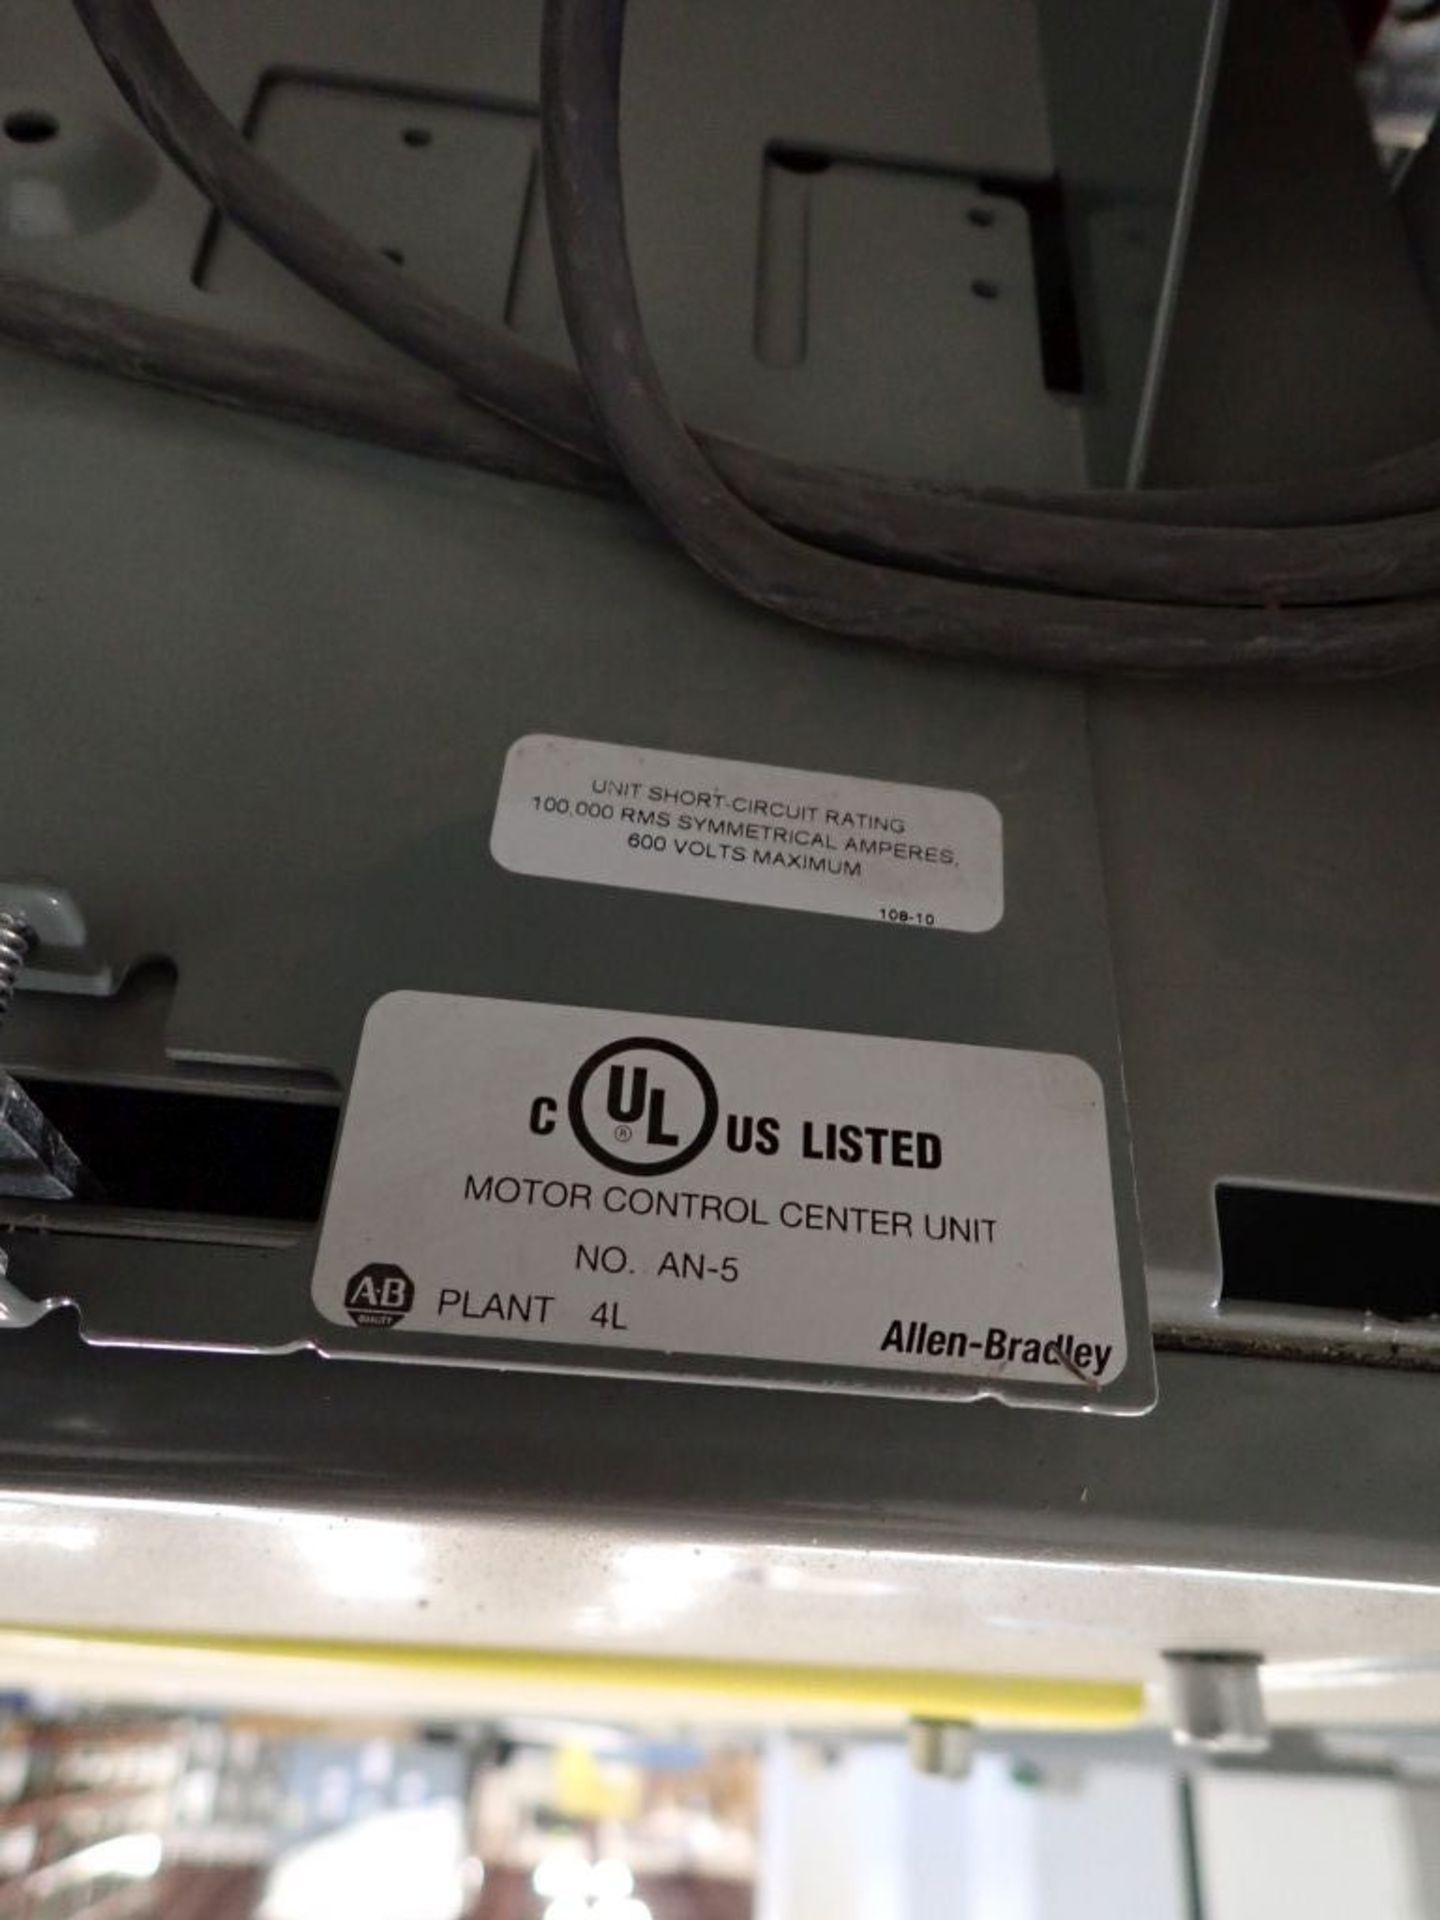 UNIT SHORT-CIRCUIT RATING
100,000 RMS SYMMETRICAL AMPERES,
600 VOLTS MAXIMUM
108-10
C UL ® US LISTED
MOTOR CONTROL CENTER UNIT
NO. AN-5
A-B QUALITY PLANT 4L
Allen-Bradley